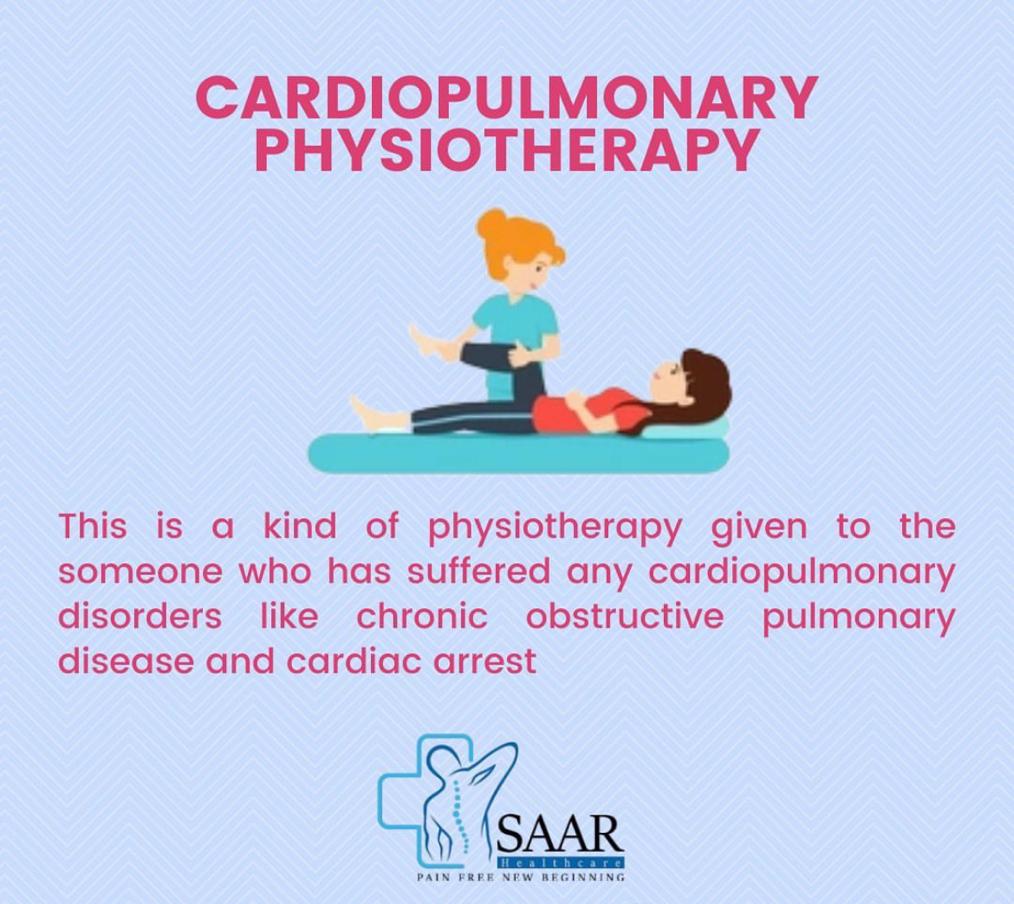 CARDIOPULMONARY
PHYSIOTHERAPY
This is a kind of physiotherapy given to the
someone who has suffered any cardiopulmonary
disorders like chronic obstructive pulmonary
disease and cardiac arrest
SAAR
Healthcare
PAIN FREE NEW BEGINNING